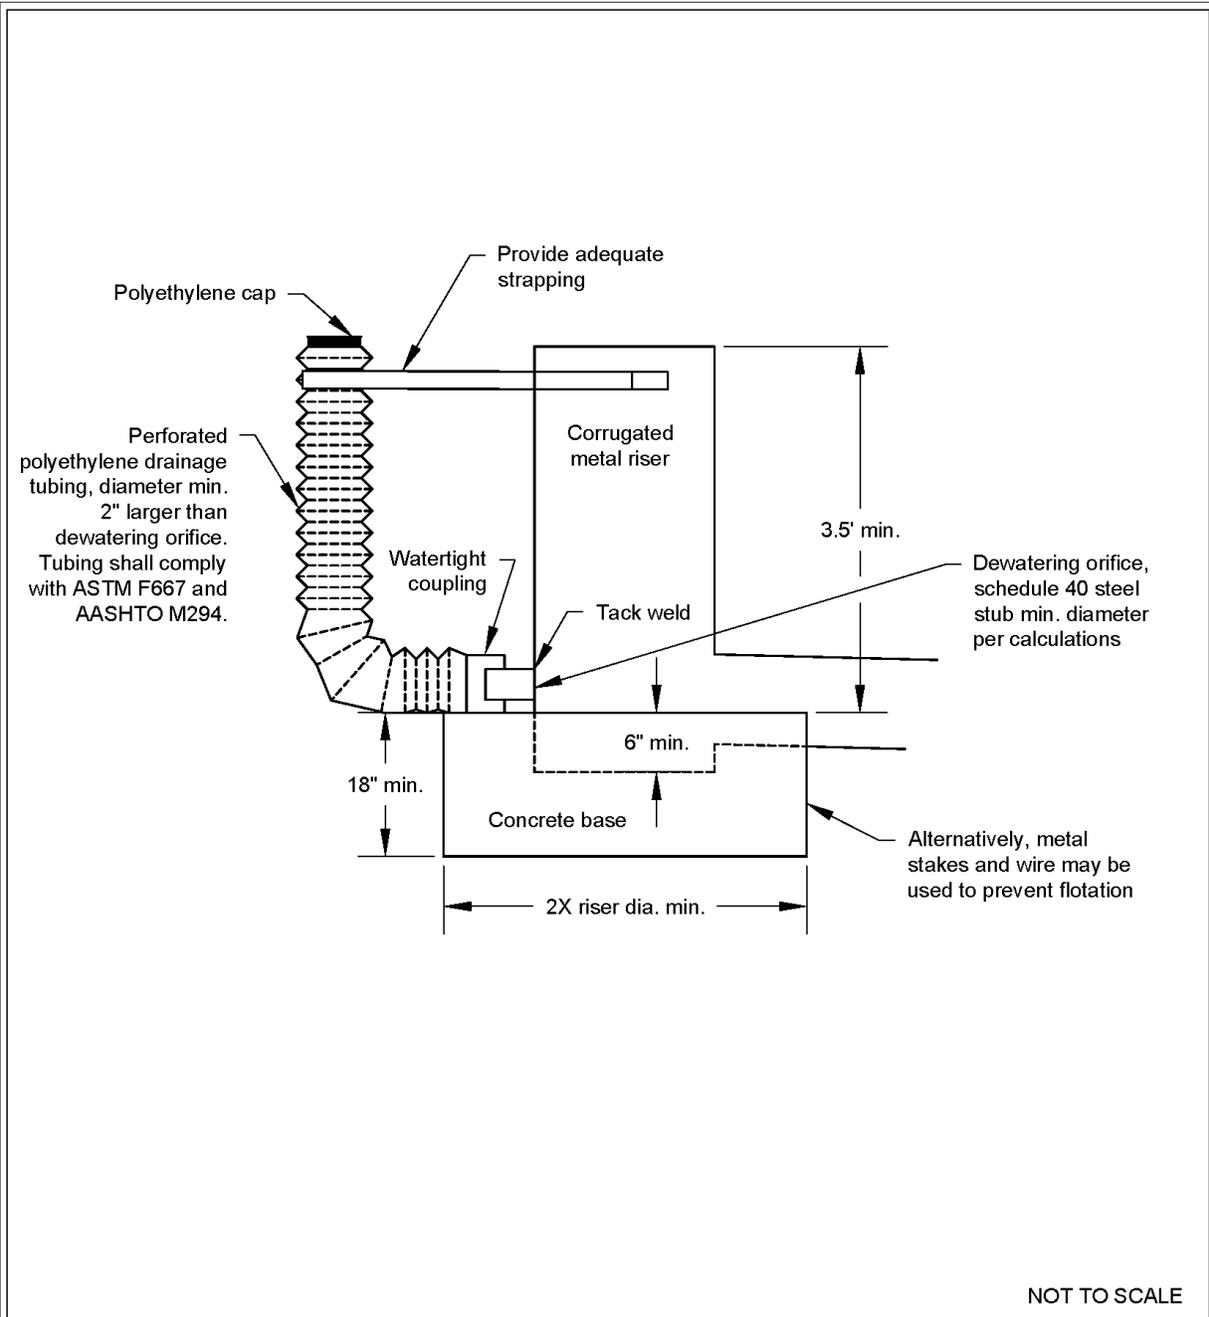 Provide adequate
strapping
Polyethylene cap
Corrugated
metal riser
Perforated
polyethylene drainage
tubing, diameter min.
2" larger than
dewatering orifice.
Tubing shall comply
with ASTM F667 and
AASHTO M294.
3.5' min.
Watertight
coupling
Dewatering orifice,
schedule 40 steel
stub min. diameter
per calculations
Tack weld
6" min.
18" min.
Concrete base
Alternatively, metal
stakes and wire may be
used to prevent flotation
2X riser dia. min.
NOT TO SCALE